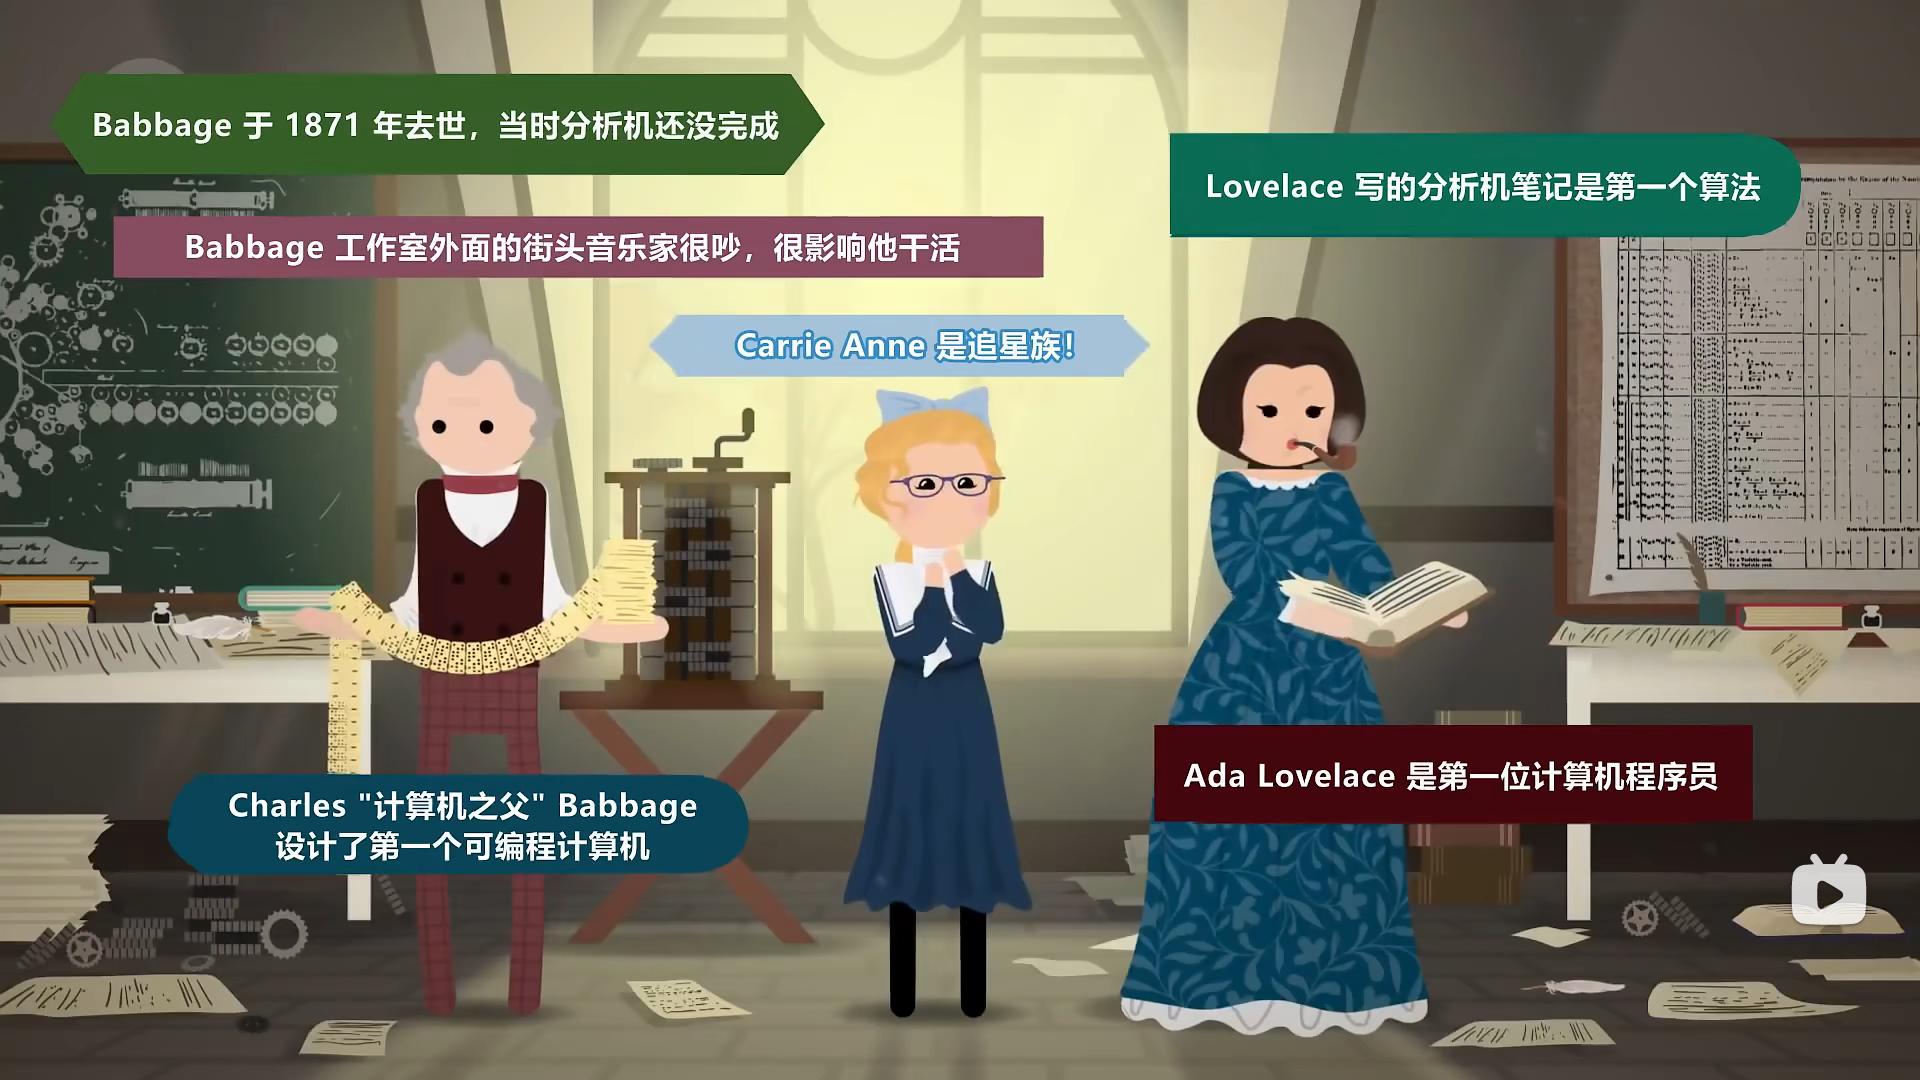 Babbage 于 1871 年去世，当时分析机还没完成
Lovelace 写的分析机笔记是第一个算法
Babbage 工作室外面的街头音乐家很吵，很影响他干活
Carrie Anne 是追星族！
Ada Lovelace 是第一位计算机程序员
Charles "计算机之父" Babbage
设计了第一个可编程计算机